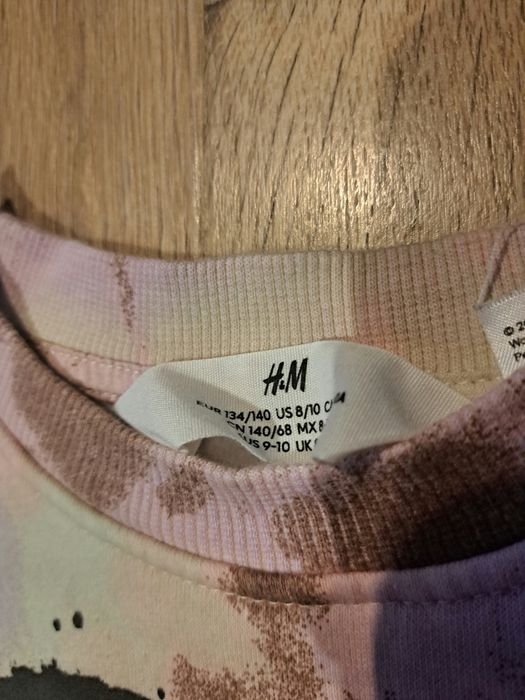 H&M
EUR 134/140 US 8/10
CN 140/68 MX
AUS 9-10 UK
©